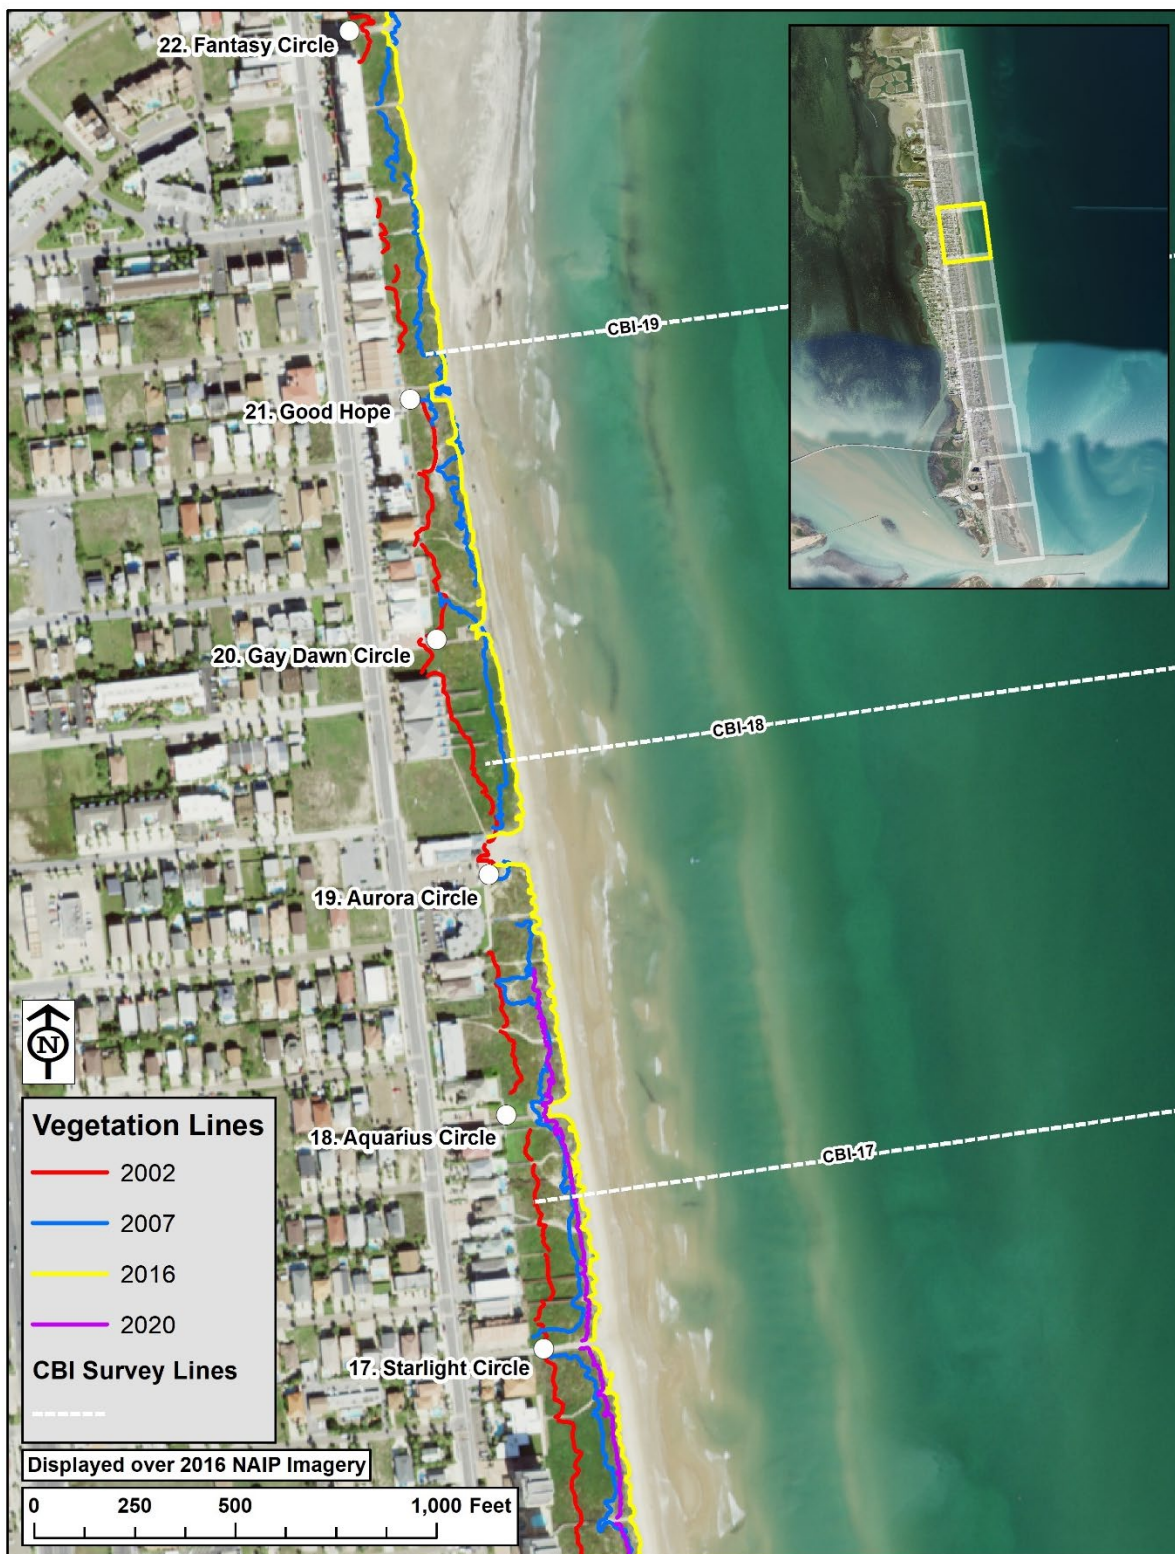 22. Fantasy Circle
CBI-19
21. Good Hope
20. Gay Dawn Circle
CBI-18
19. Aurora Circle
N
18. Aquarius Circle
CBI-17
17. Starlight Circle
Vegetation Lines
2002
2007
2016
2020
CBI Survey Lines
Displayed over 2016 NAIP Imagery
0 250 500 1,000 Feet